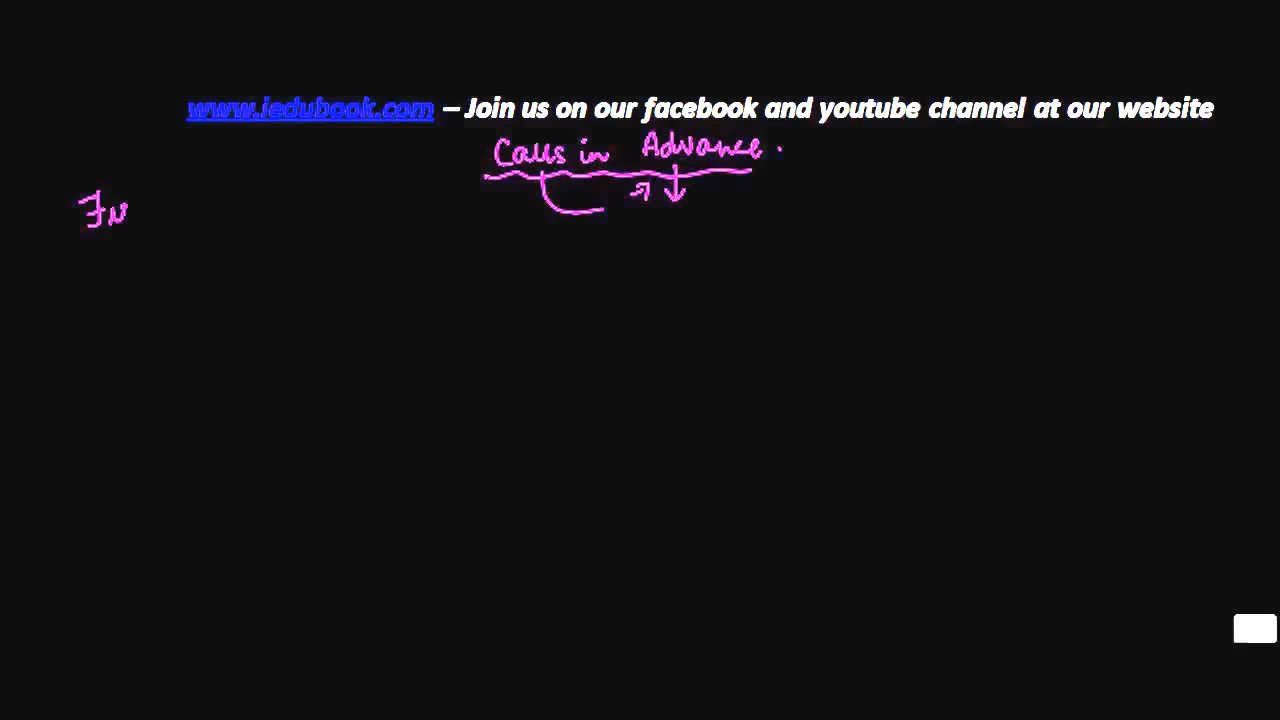 www.iedubook.com – Join us on our facebook and youtube channel at our website
Calls in Advance.